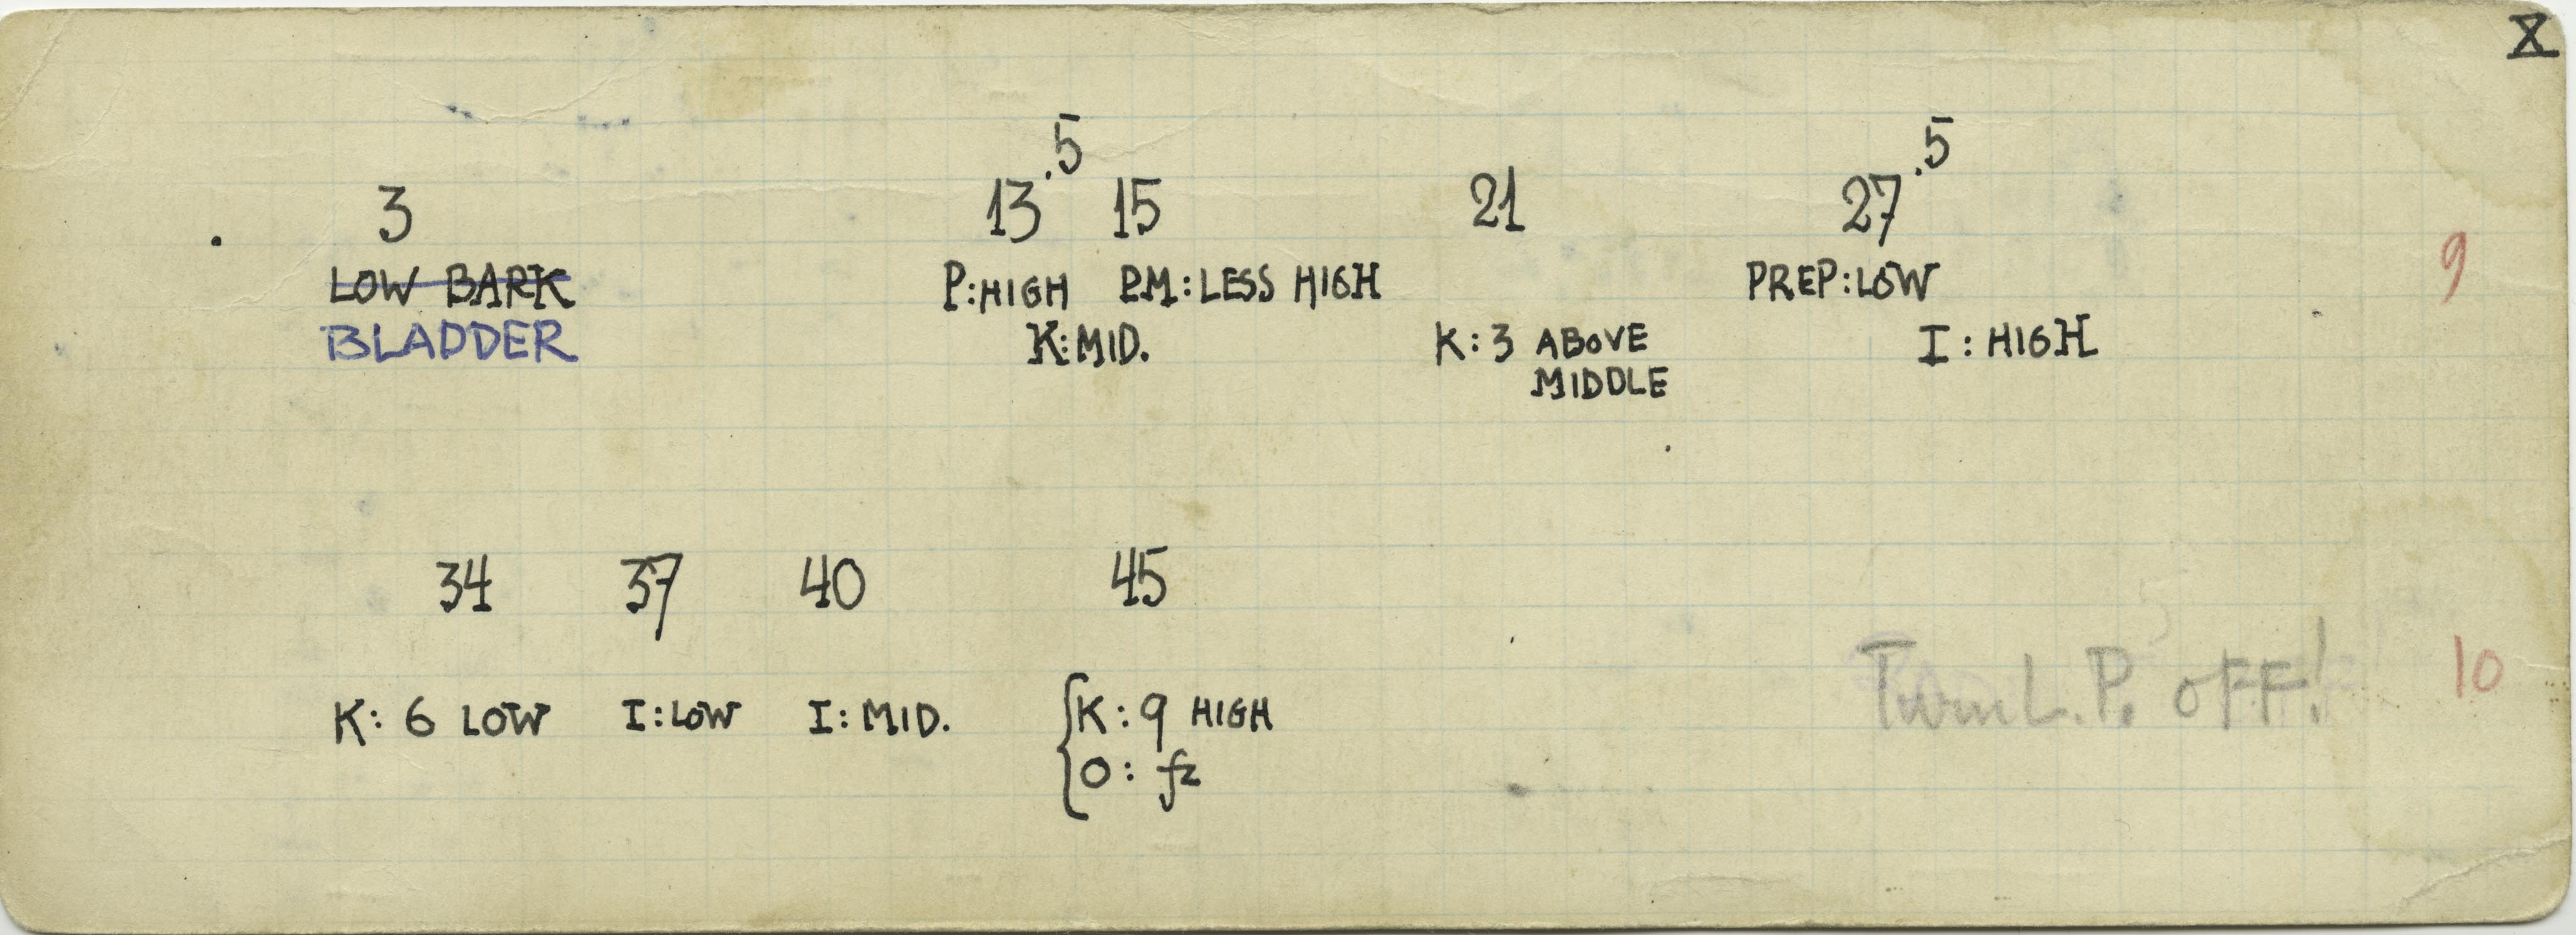 X
.5 .5
3 13 15 21 27
LOW BARK P:HIGH P.M:LESS HIGH PREP:LOW 9
BLADDER K:MID. K:3 ABOVE I:HIGH
MIDDLE
34 37 40 45
Turn L.P. OFF! 10
K: 6 LOW I:LOW I:MID. K:9 HIGH
O: fz